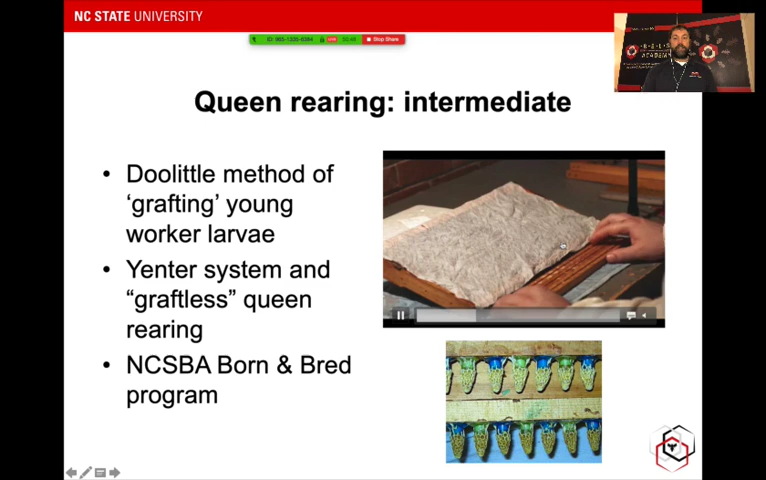 NC STATE UNIVERSITY
Stop Share
Queen rearing: intermediate
• Doolittle method of
‘grafting’ young
worker larvae
• Yenter system and
“graftless” queen
rearing
• NCSBA Born & Bred
program